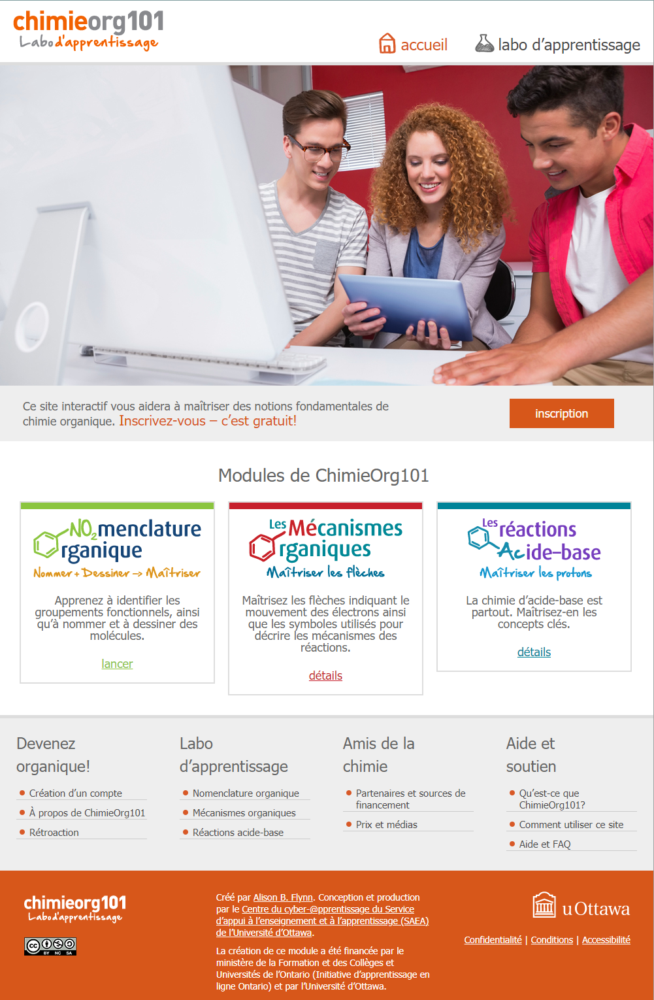 chimieorg101
Labo d'apprentissage
accueil
labo d'apprentissage
Ce site interactif vous aidera à maîtriser des notions fondamentales de
chimie organique. Inscrivez-vous – c'est gratuit!
inscription
Modules de ChimieOrg101
NO2menclature
rganique
Nommer + Dessiner → Maîtriser
Apprenez à identifier les
groupements fonctionnels, ainsi
qu'à nommer et à dessiner des
molécules.
lancer
Les Mécanismes
rganiques
Maîtriser les flèches
Maîtrisez les flèches indiquant le
mouvement des électrons ainsi
que les symboles utilisés pour
décrire les mécanismes des
réactions.
détails
Les réactions
Acide-base
Maîtriser les protons
La chimie d'acide-base est
partout. Maîtrisez-en les
concepts clés.
détails
Devenez
organique!
Création d'un compte
À propos de ChimieOrg101
Rétroaction
Labo
d'apprentissage
Nomenclature organique
Mécanismes organiques
Réactions acide-base
Amis de la
chimie
Partenaires et sources de
financement
Prix et médias
Aide et
soutien
Qu'est-ce que
ChimieOrg101?
Comment utiliser ce site
Aide et FAQ
chimieorg101
Labo d'apprentissage
cc BY NC SA
Créé par Alison B. Flynn. Conception et production
par le Centre du cyber-@pprentissage du Service
d'appui à l'enseignement et à l'apprentissage (SAEA)
de l'Université d'Ottawa.
La création de ce module a été financée par le
ministère de la Formation et des Collèges et
Universités de l'Ontario (Initiative d'apprentissage en
ligne Ontario) et par l'Université d'Ottawa.
uOttawa
Confidentialité | Conditions | Accessibilité